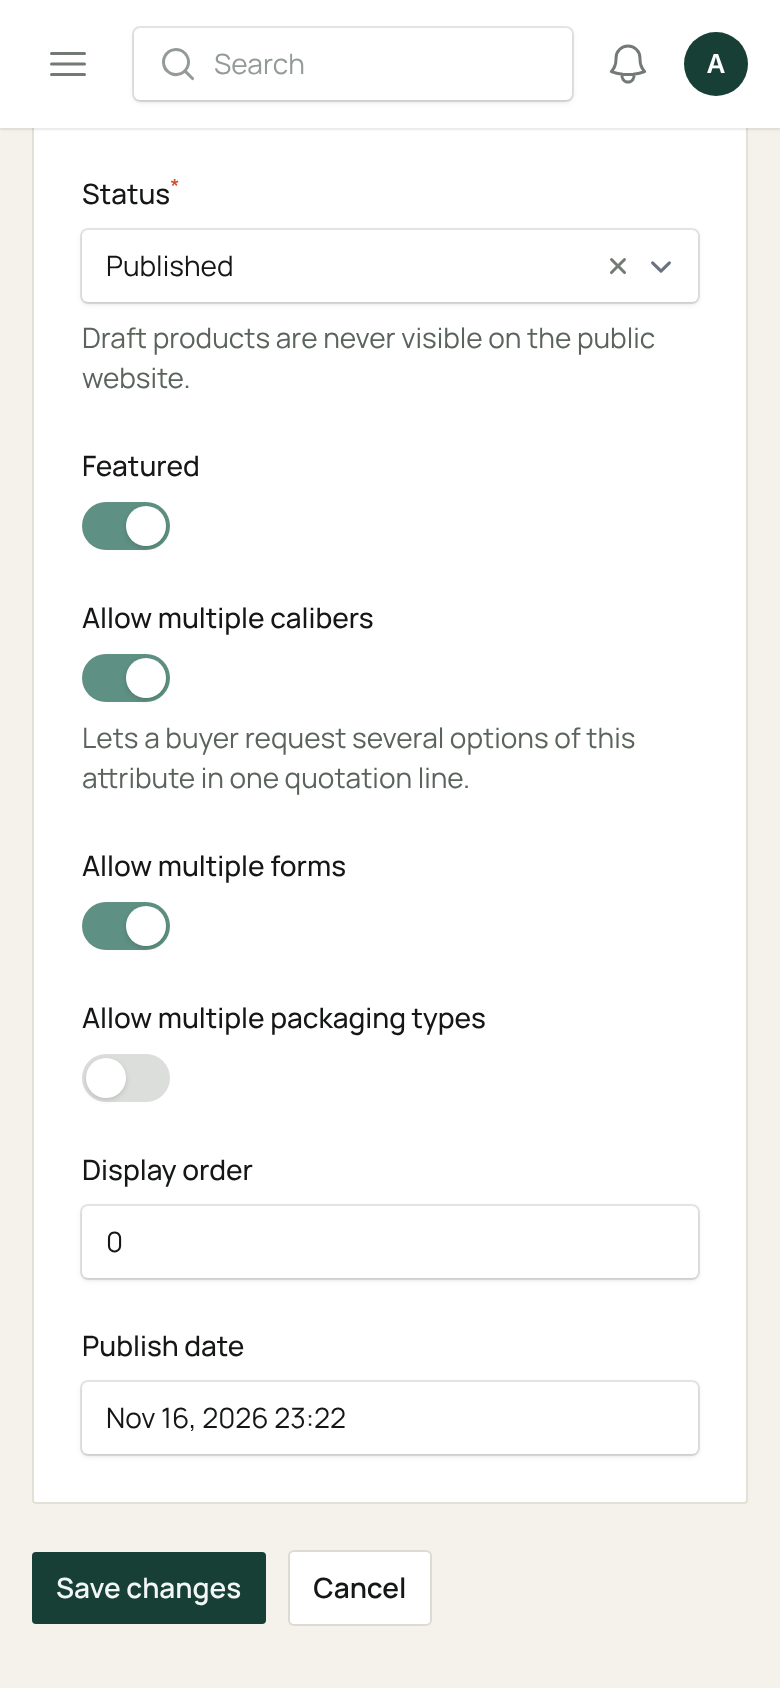 Search
A
Status*
Published
Draft products are never visible on the public
website.
Featured
Allow multiple calibers
Lets a buyer request several options of this
attribute in one quotation line.
Allow multiple forms
Allow multiple packaging types
Display order
0
Publish date
Nov 16, 2026 23:22
Save changes
Cancel